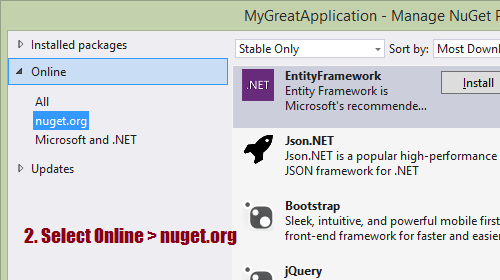 MyGreatApplication - Manage NuGet P
Installed packages
Online
All
nuget.org
Microsoft and .NET
Updates
2. Select Online > nuget.org
Stable Only
Sort by: Most Down
.NET
EntityFramework
Entity Framework is
Microsoft's recommende...
Install
Json.NET
Json.NET is a popular high-performance
JSON framework for .NET
Bootstrap
Sleek, intuitive, and powerful mobile first
front-end framework for faster and easier
jQuery